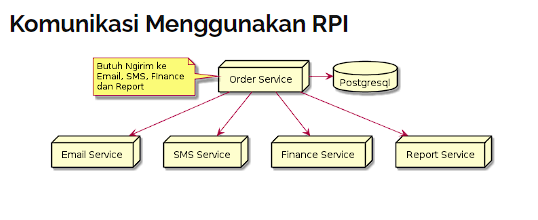 Komunikasi Menggunakan RPI
Butuh Ngirim ke
Email, SMS, FInance
dan Report
Order Service
Postgresql
Email Service
SMS Service
Finance Service
Report Service